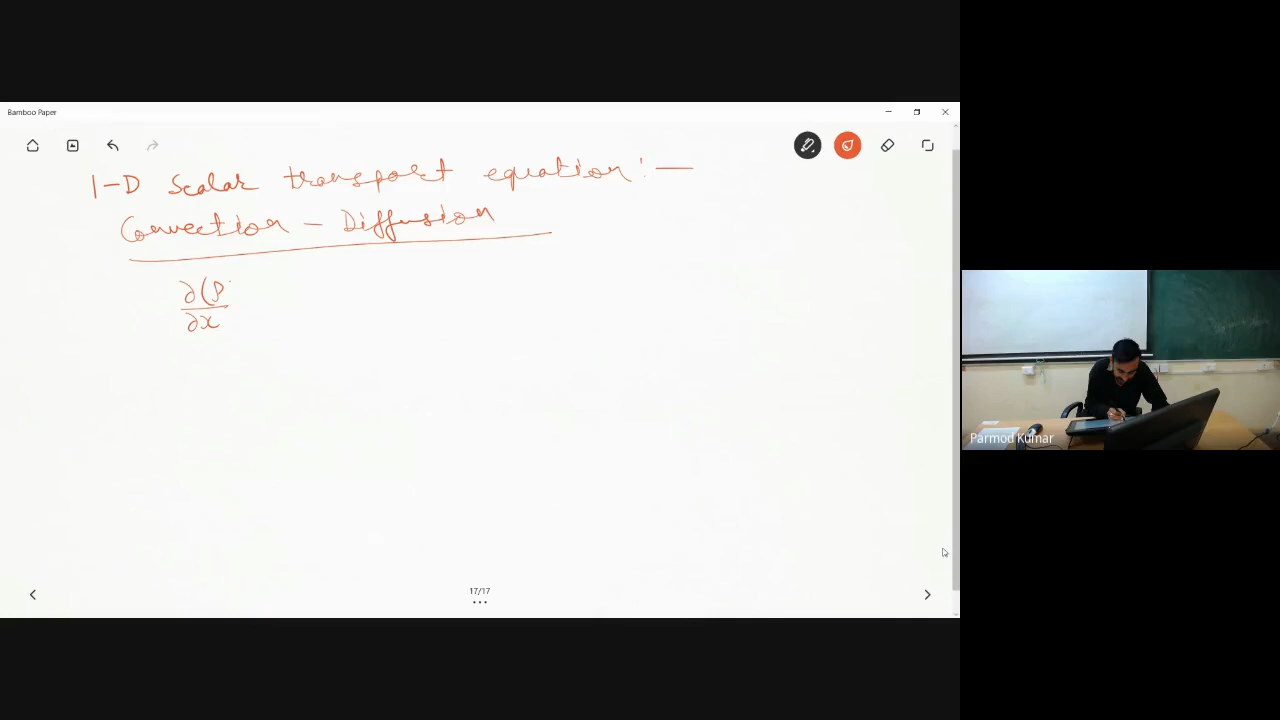 Bamboo Paper
1-D Scalar transport equation:—
Convection - Diffusion
∂(ρ
∂x
17/17
Parmod Kumar